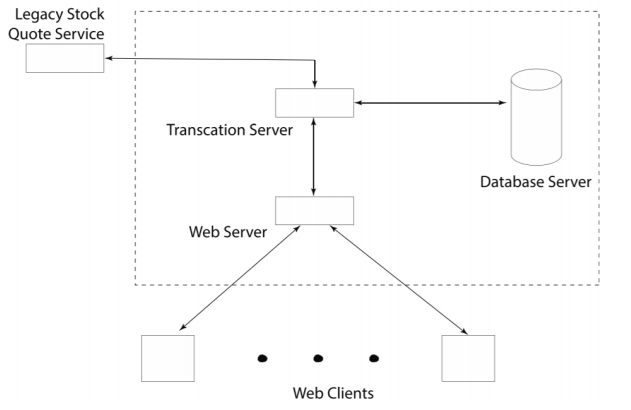 Legacy Stock
Quote Service
Transcation Server
Database Server
Web Server
Web Clients